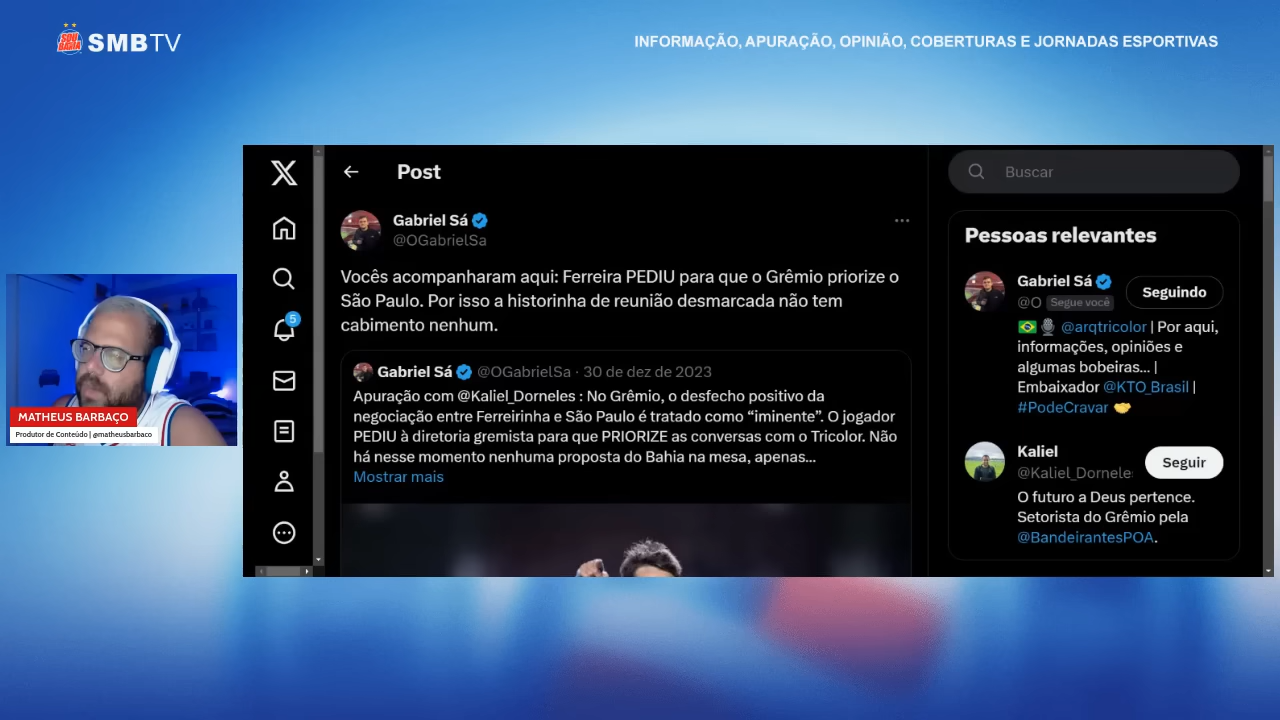 SOU BAHIA
SMBTV
INFORMAÇÃO, APURAÇÃO, OPINIÃO, COBERTURAS E JORNADAS ESPORTIVAS
MATHEUS BARBAÇO
Produtor de Conteúdo | @matheusbarbaco
5
Post
Gabriel Sá
@OGabrielSa
Vocês acompanharam aqui: Ferreira PEDIU para que o Grêmio priorize o
São Paulo. Por isso a historinha de reunião desmarcada não tem
cabimento nenhum.
Gabriel Sá @OGabrielSa · 30 de dez de 2023
Apuração com @Kaliel_Dorneles : No Grêmio, o desfecho positivo da
negociação entre Ferreirinha e São Paulo é tratado como “iminente”. O jogador
PEDIU à diretoria gremista para que PRIORIZE as conversas com o Tricolor. Não
há nesse momento nenhuma proposta do Bahia na mesa, apenas...
Mostrar mais
Buscar
Pessoas relevantes
Gabriel Sá
@O Segue você
Seguindo
🇧🇷🎙️ @arqtricolor | Por aqui,
informações, opiniões e
algumas bobeiras... |
Embaixador @KTO_Brasil |
#PodeCravar 🤝
Kaliel
@Kaliel_Dornele
Seguir
O futuro a Deus pertence.
Setorista do Grêmio pela
@BandeirantesPOA.